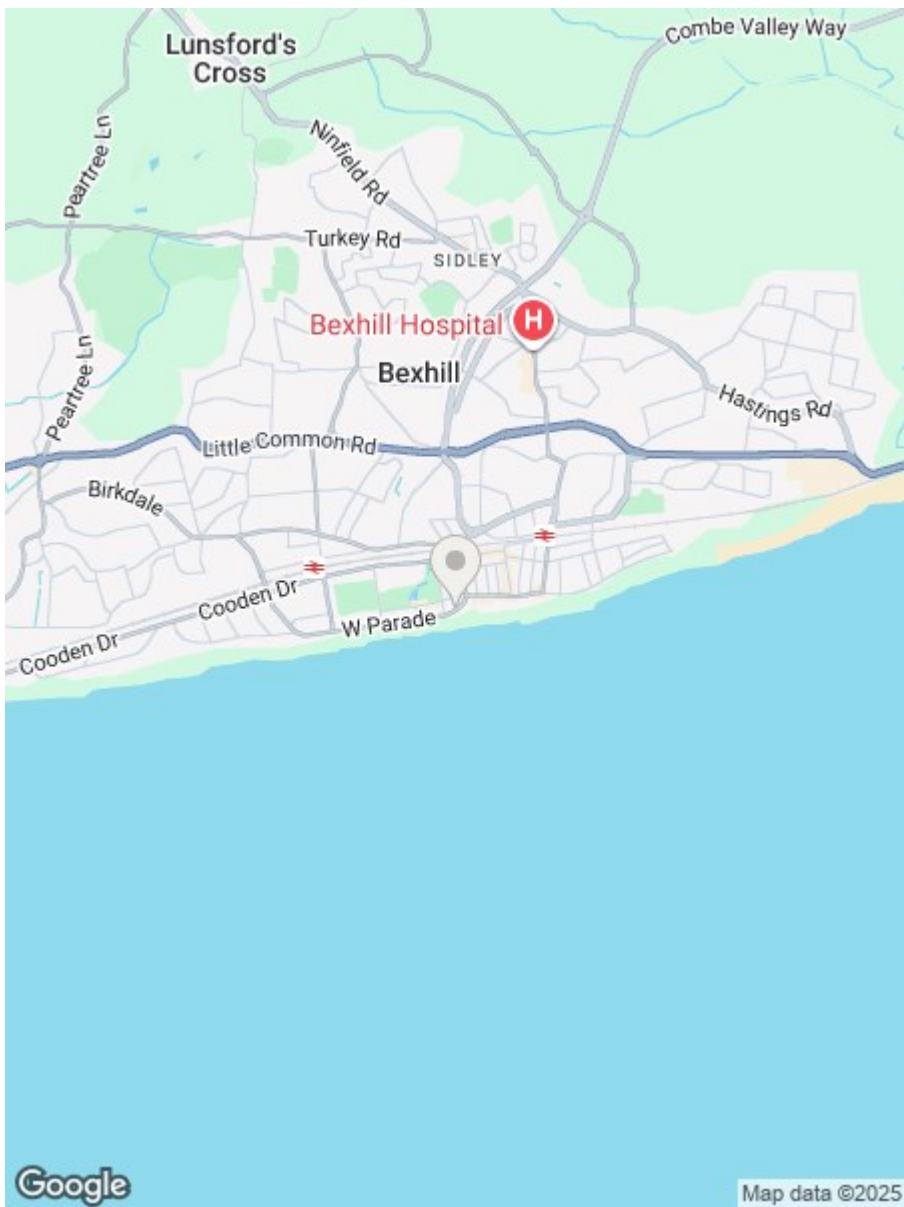 Combe Valley Way
Lunsford's
Cross
Peartree Ln
Ninfield Rd
Turkey Rd
SIDLEY
Bexhill Hospital
H
Bexhill
Peartree Ln
Hastings Rd
Little Common Rd
Birkdale
Cooden Dr
W Parade
Cooden Dr
Google
Map data ©2025